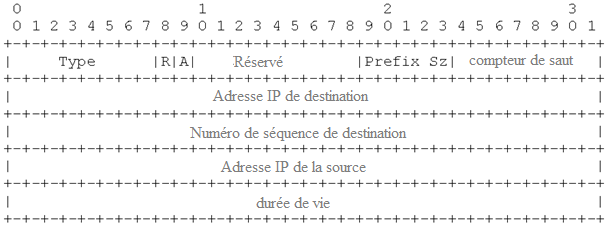 0                   1                   2                   3
0 1 2 3 4 5 6 7 8 9 0 1 2 3 4 5 6 7 8 9 0 1 2 3 4 5 6 7 8 9 0 1
+-+-+-+-+-+-+-+-+-+-+-+-+-+-+-+-+-+-+-+-+-+-+-+-+-+-+-+-+-+-+-+-+
| Type |R|A| Réservé |Prefix Sz| compteur de saut |
+-+-+-+-+-+-+-+-+-+-+-+-+-+-+-+-+-+-+-+-+-+-+-+-+-+-+-+-+-+-+-+-+
| Adresse IP de destination |
+-+-+-+-+-+-+-+-+-+-+-+-+-+-+-+-+-+-+-+-+-+-+-+-+-+-+-+-+-+-+-+-+
| Numéro de séquence de destination |
+-+-+-+-+-+-+-+-+-+-+-+-+-+-+-+-+-+-+-+-+-+-+-+-+-+-+-+-+-+-+-+-+
| Adresse IP de la source |
+-+-+-+-+-+-+-+-+-+-+-+-+-+-+-+-+-+-+-+-+-+-+-+-+-+-+-+-+-+-+-+-+
| durée de vie |
+-+-+-+-+-+-+-+-+-+-+-+-+-+-+-+-+-+-+-+-+-+-+-+-+-+-+-+-+-+-+-+-+